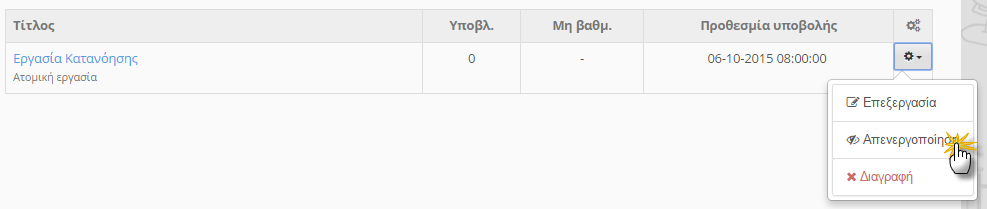 Τίτλος Υποβλ. Μη βαθμ. Προθεσμία υποβολής
Εργασία Κατανόησης 0 - 06-10-2015 08:00:00
Ατομική εργασία
Επεξεργασία
Απενεργοποίηση
Διαγραφή